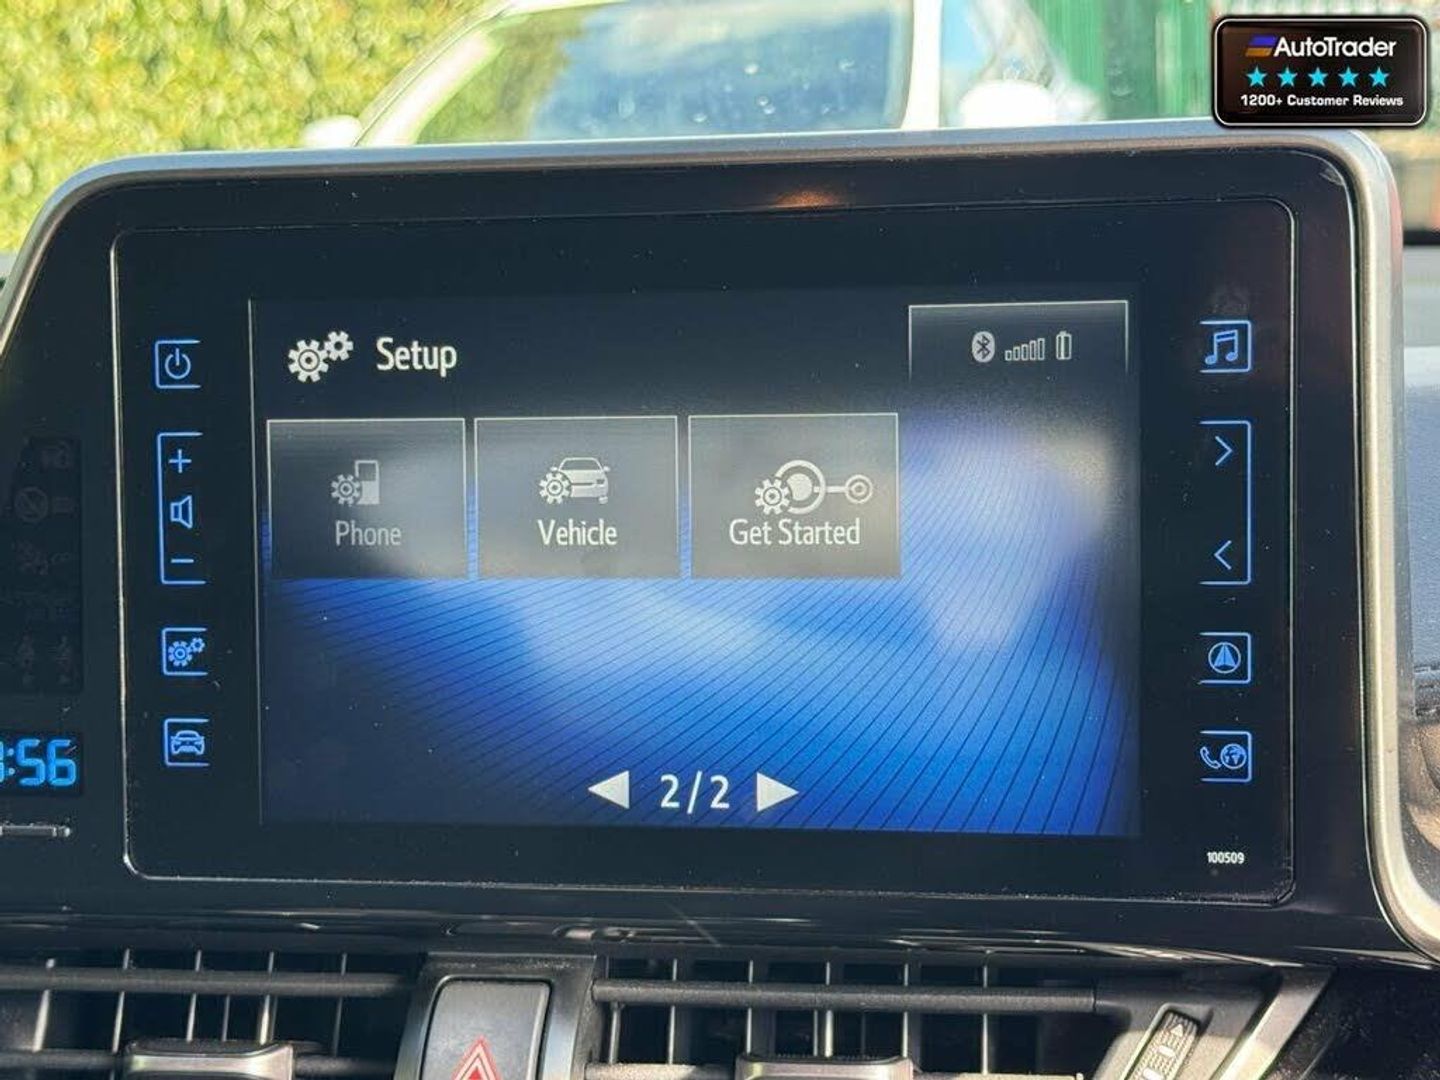 AutoTrader
1200+ Customer Reviews
Setup
Phone
Vehicle
Get Started
2/2
:56
100509